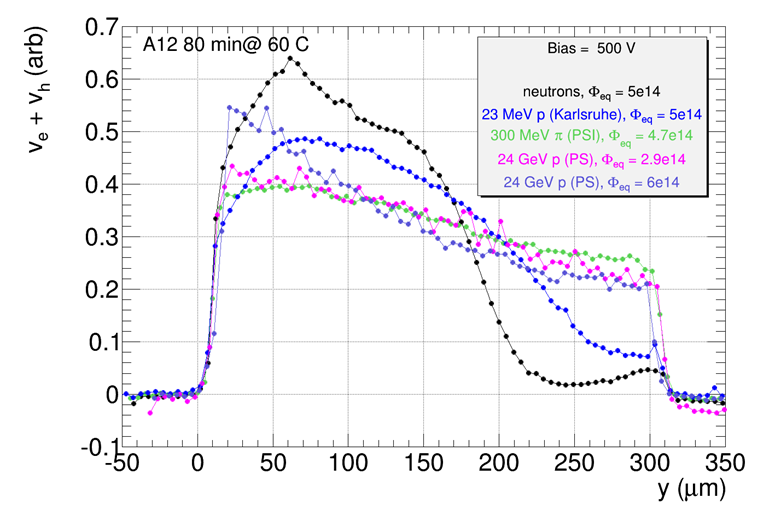 A12 80 min@ 60 C
Bias = 500 V
neutrons, Φeq = 5e14
23 MeV p (Karlsruhe), Φeq = 5e14
300 MeV π (PSI), Φeq = 4.7e14
24 GeV p (PS), Φeq = 2.9e14
24 GeV p (PS), Φeq = 6e14
ve + vh (arb)
0.7
0.6
0.5
0.4
0.3
0.2
0.1
0
-0.1
-50 0 50 100 150 200 250 300 350
y (μm)